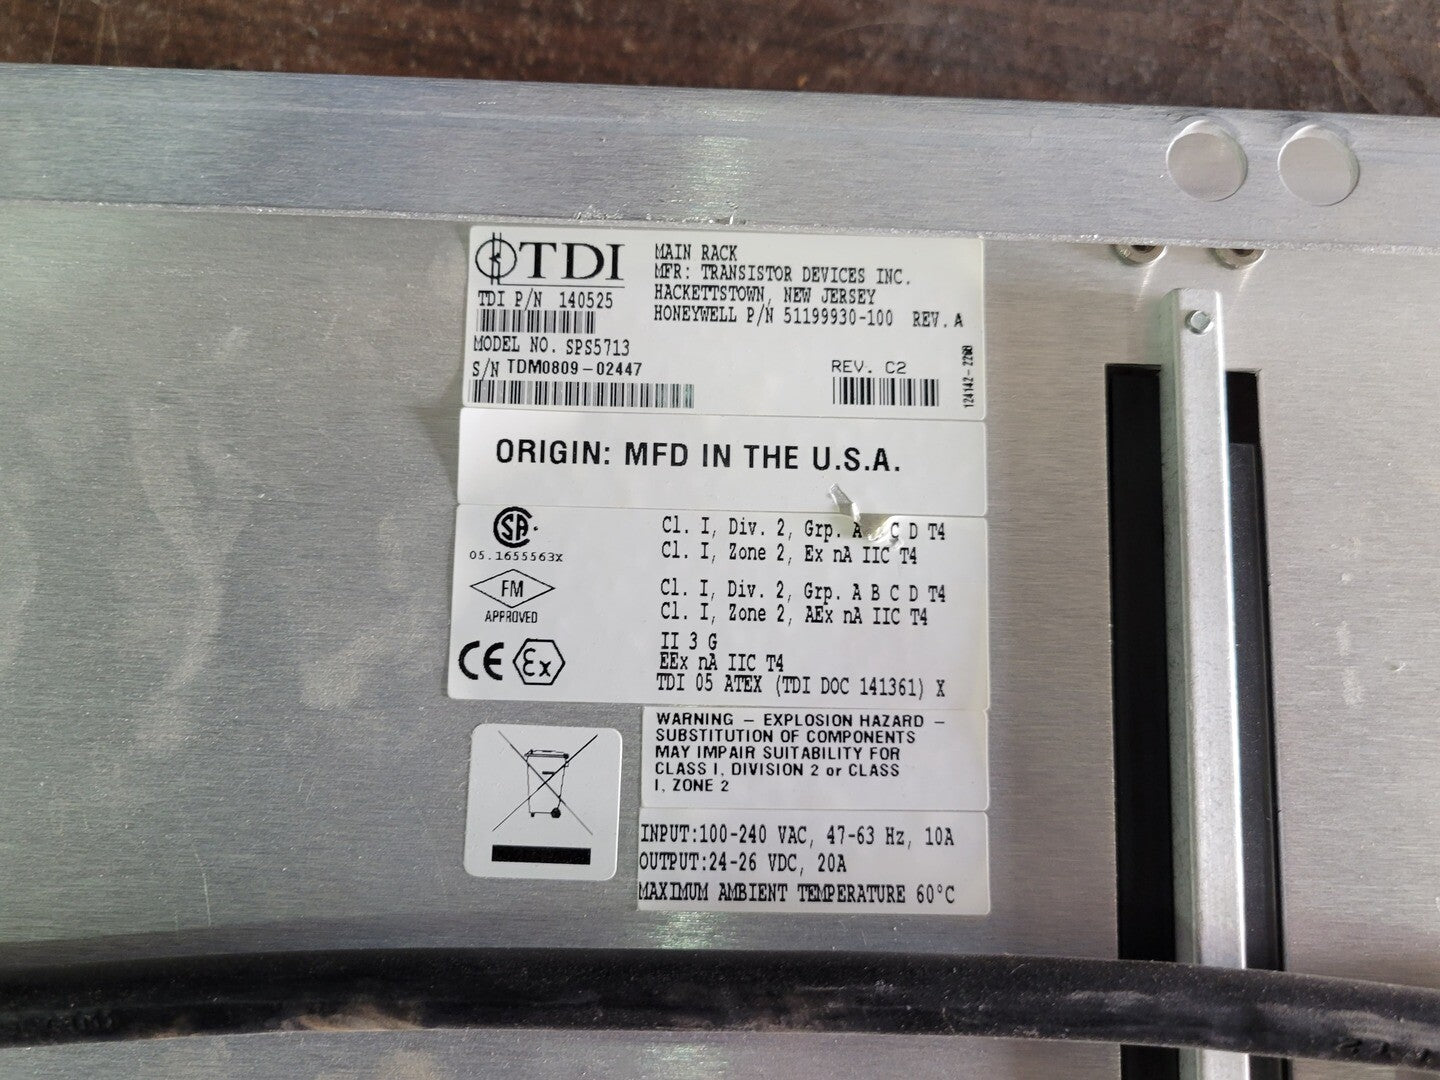 TDI
MAIN RACK
MFR: TRANSISTOR DEVICES INC.
HACKETTSTOWN, NEW JERSEY
HONEYWELL P/N 51199930-100 REV. A
TDI P/N 140525
MODEL NO. SPS5713
S/N TDM0809-02447
REV. C2
ORIGIN: MFD IN THE U.S.A.
SA
05.1655563X
Cl. I, Div. 2, Grp. A C D T4
Cl. I, Zone 2, Ex nA IIC T4
FM
APPROVED
Cl. I, Div. 2, Grp. A B C D T4
Cl. I, Zone 2, AEx nA IIC T4
CE Ex
II 3 G
EEx nA IIC T4
TDI 05 ATEX (TDI DOC 141361) X
WARNING – EXPLOSION HAZARD –
SUBSTITUTION OF COMPONENTS
MAY IMPAIR SUITABILITY FOR
CLASS I, DIVISION 2 or CLASS
I, ZONE 2
INPUT:100-240 VAC, 47-63 Hz, 10A
OUTPUT:24-26 VDC, 20A
MAXIMUM AMBIENT TEMPERATURE 60°C